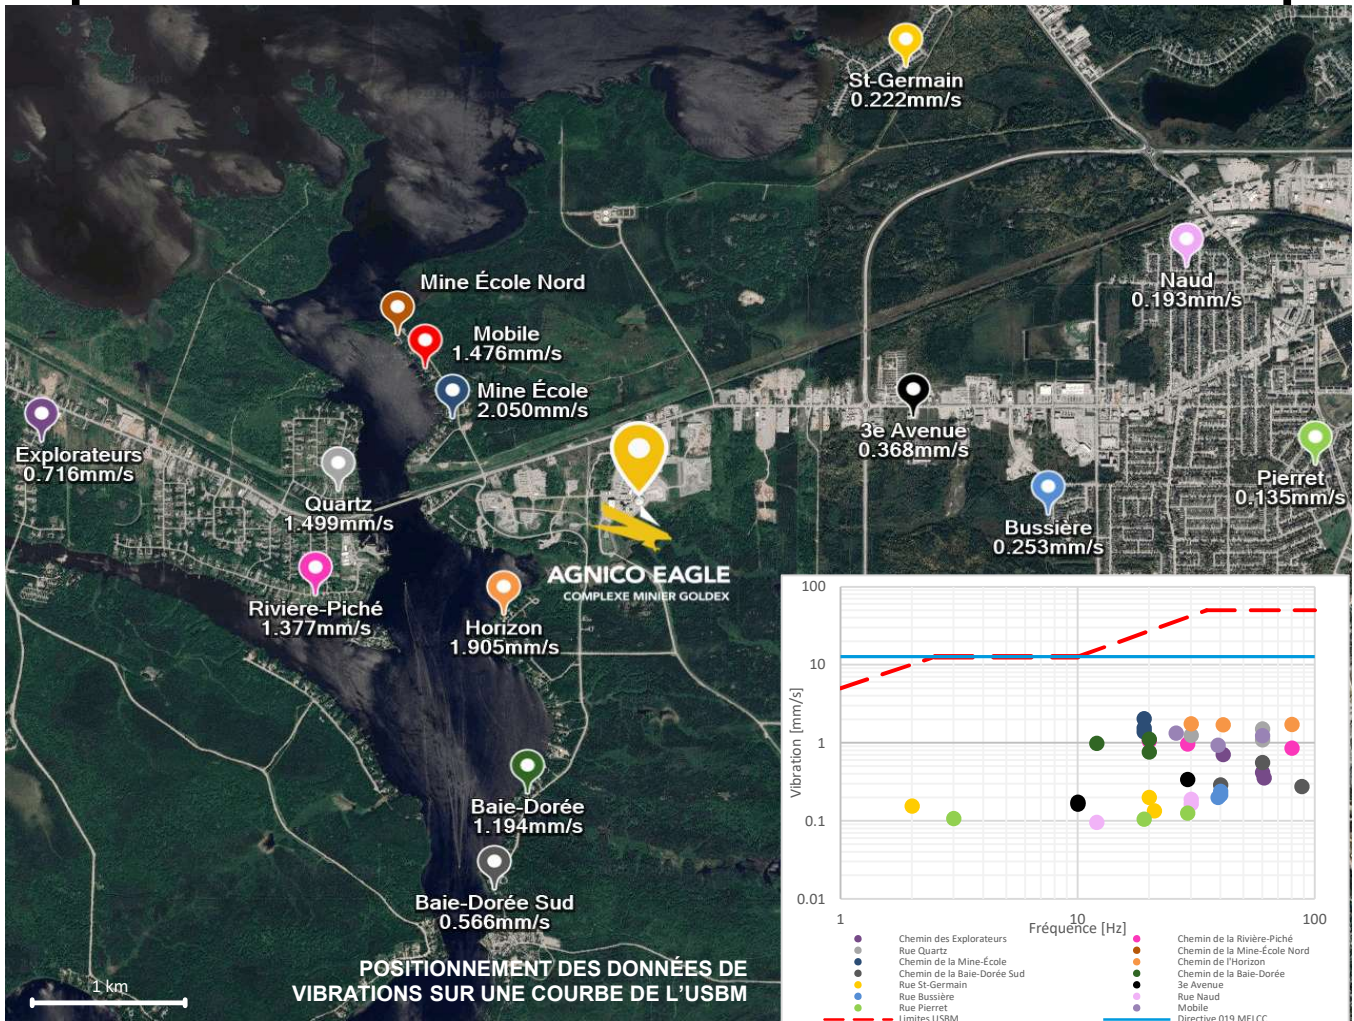 St-Germain
0.222mm/s
Naud
0.193mm/s
Mine École Nord
Mobile
1.476mm/s
Mine École
2.050mm/s
Explorateurs
0.716mm/s
3e Avenue
0.368mm/s
Quartz
1.499mm/s
Pierret
0.135mm/s
Bussière
0.253mm/s
AGNICO EAGLE
COMPLEXE MINIER GOLDEX
Riviere-Piché
1.377mm/s
Horizon
1.905mm/s
Baie-Dorée
1.194mm/s
Baie-Dorée Sud
0.566mm/s
POSITIONNEMENT DES DONNÉES DE
VIBRATIONS SUR UNE COURBE DE L'USBM
1 km
100
10
1
0.1
0.01
Vibration [mm/s]
1 10 100
Fréquence [Hz]
Chemin des Explorateurs Chemin de la Rivière-Piché
Rue Quartz Chemin de la Mine-École Nord
Chemin de la Mine-École Chemin de l'Horizon
Chemin de la Baie-Dorée Sud Chemin de la Baie-Dorée
Rue St-Germain 3e Avenue
Rue Bussière Rue Naud
Rue Pierret Mobile
Limites USBM Directive 019 MELCC